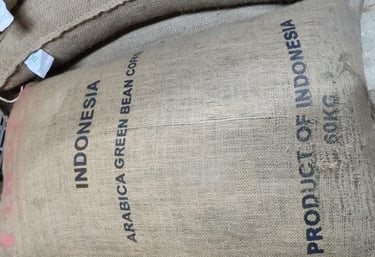 INDONESIA
ARABICA GREEN BEAN COFF
PRODUCT OF INDONESIA
60KG